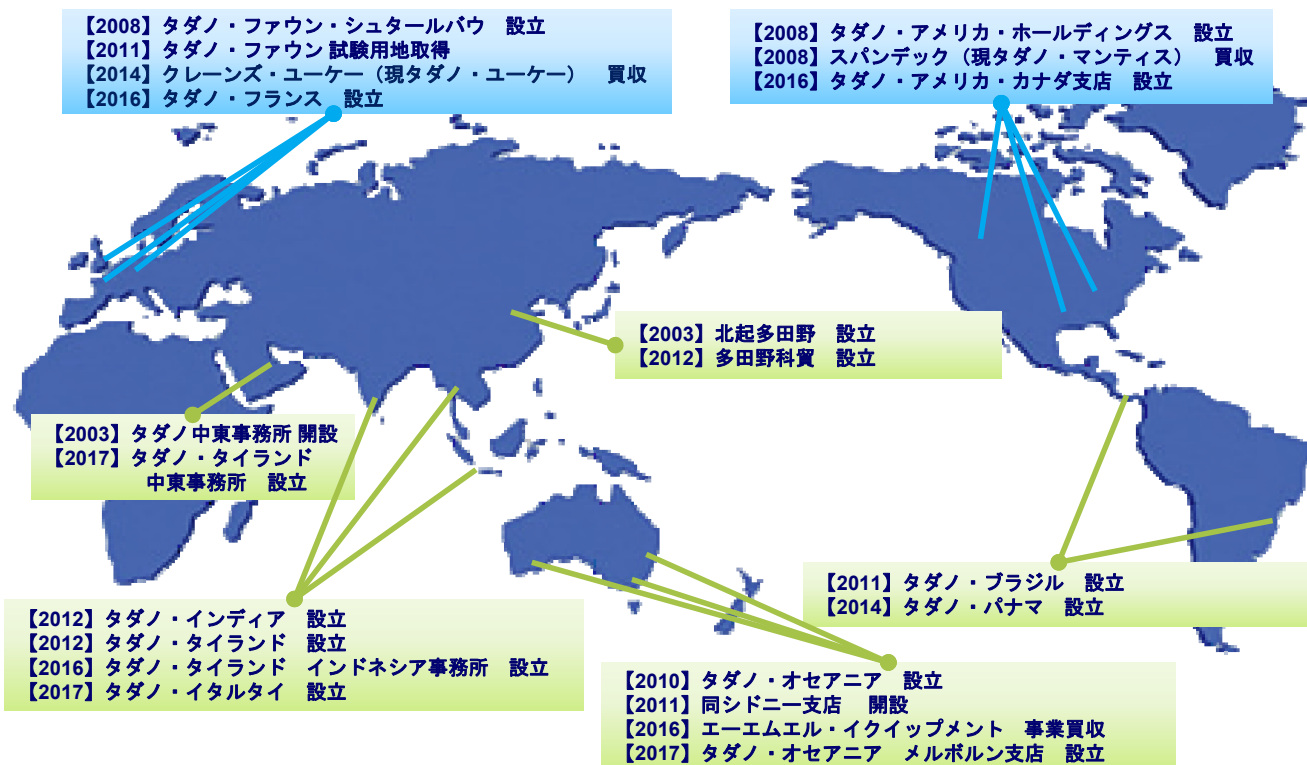 【2008】タダノ・ファウン・シュタールバウ　設立
【2011】タダノ・ファウン 試験用地取得
【2014】クレーンズ・ユーケー（現タダノ・ユーケー）　買収
【2016】タダノ・フランス　設立
【2008】タダノ・アメリカ・ホールディングス　設立
【2008】スパンデック（現タダノ・マンティス）　買収
【2016】タダノ・アメリカ・カナダ支店　設立
【2003】北起多田野　設立
【2012】多田野科貿　設立
【2003】タダノ中東事務所 開設
【2017】タダノ・タイランド
中東事務所　設立
【2011】タダノ・ブラジル　設立
【2014】タダノ・パナマ　設立
【2012】タダノ・インディア　設立
【2012】タダノ・タイランド　設立
【2016】タダノ・タイランド　インドネシア事務所　設立
【2017】タダノ・イタルタイ　設立
【2010】タダノ・オセアニア　設立
【2011】同シドニー支店　開設
【2016】エーエムエル・イクイップメント　事業買収
【2017】タダノ・オセアニア　メルボルン支店　設立